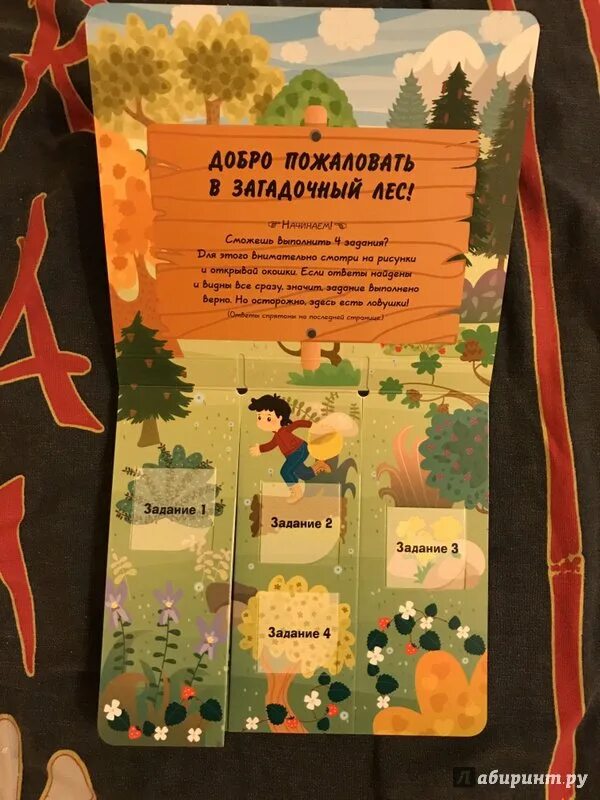 ДОБРО ПОЖАЛОВАТЬ
В ЗАГАДОЧНЫЙ ЛЕС!
Начинаем!
Сможешь выполнить 4 задания?
Для этого внимательно смотри на рисунки
и открывай окошки. Если ответы найдены
и видны все сразу, значит, задание выполнено
верно. Но осторожно, здесь есть ловушки!
(Ответы спрятаны на последней странице.)
Задание 1
Задание 2
Задание 3
Задание 4
Лабиринт.ру